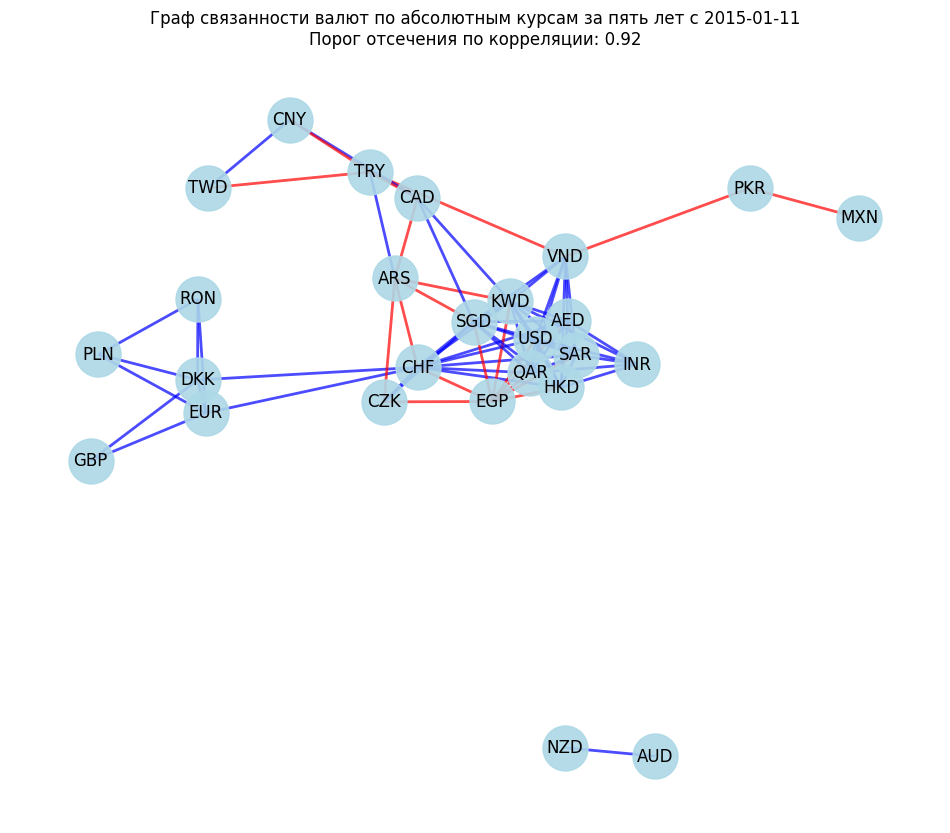 Граф связанности валют по абсолютным курсам за пять лет с 2015-01-11
Порог отсечения по корреляции: 0.92
CNY
TRY
TWD
CAD
PKR
MXN
VND
ARS
RON
KWD
SGD
AED
USD
PLN
SAR
INR
CHF
QAR
DKK
HKD
CZK
EGP
EUR
GBP
NZD
AUD